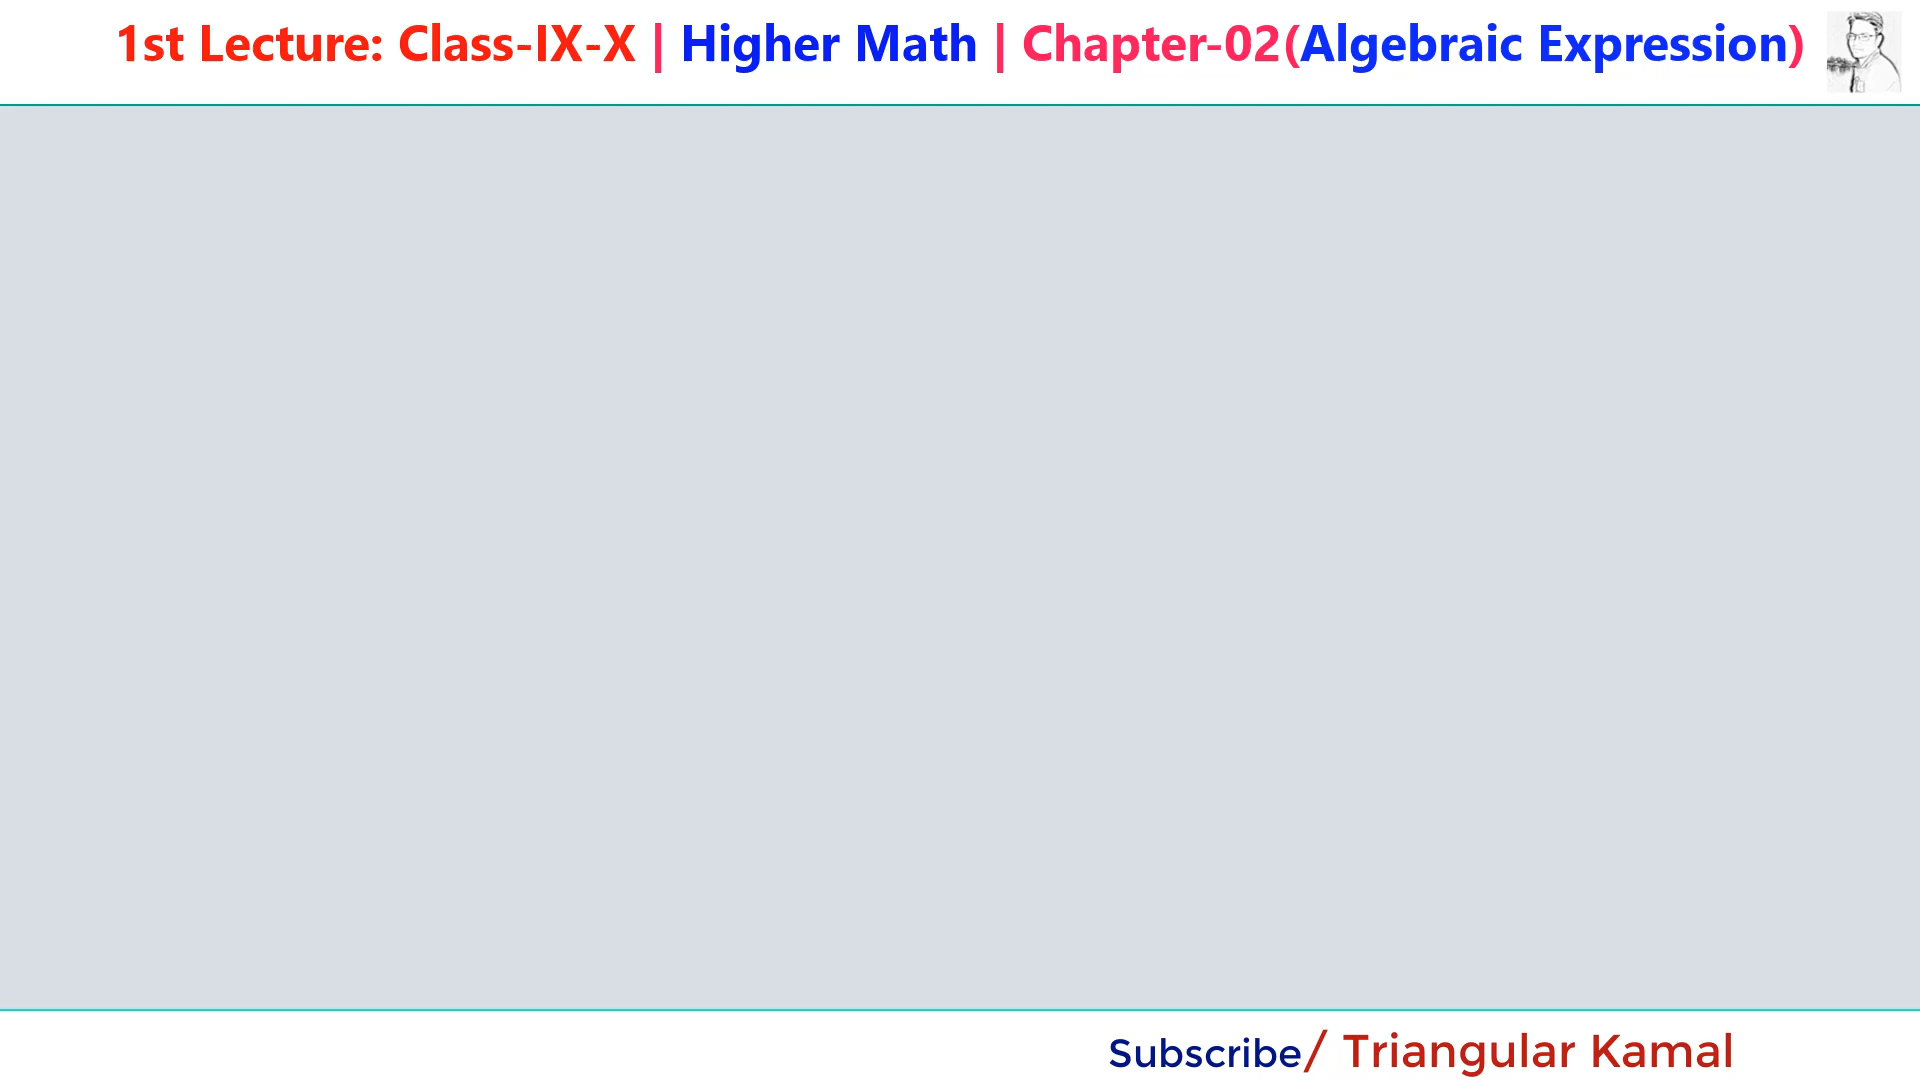 1st Lecture: Class-IX-X | Higher Math | Chapter-02(Algebraic Expression)
Subscribe/ Triangular Kamal